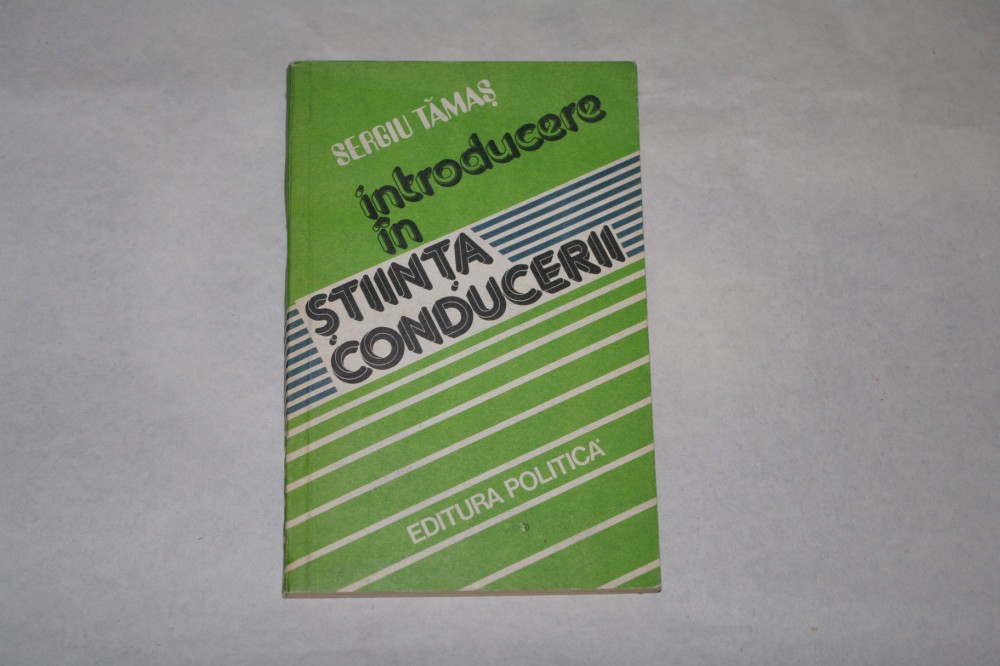 SERGIU TĂMAȘ
introducere
în
ȘTIINȚA
CONDUCERII
EDITURA POLITICĂ